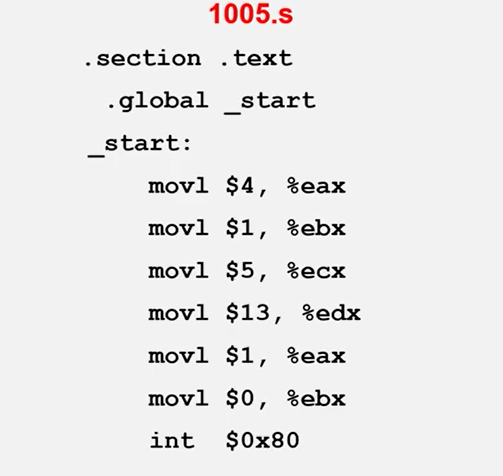 1005.s
.section .text
.global _start
_start:
movl $4, %eax
movl $1, %ebx
movl $5, %ecx
movl $13, %edx
movl $1, %eax
movl $0, %ebx
int $0x80